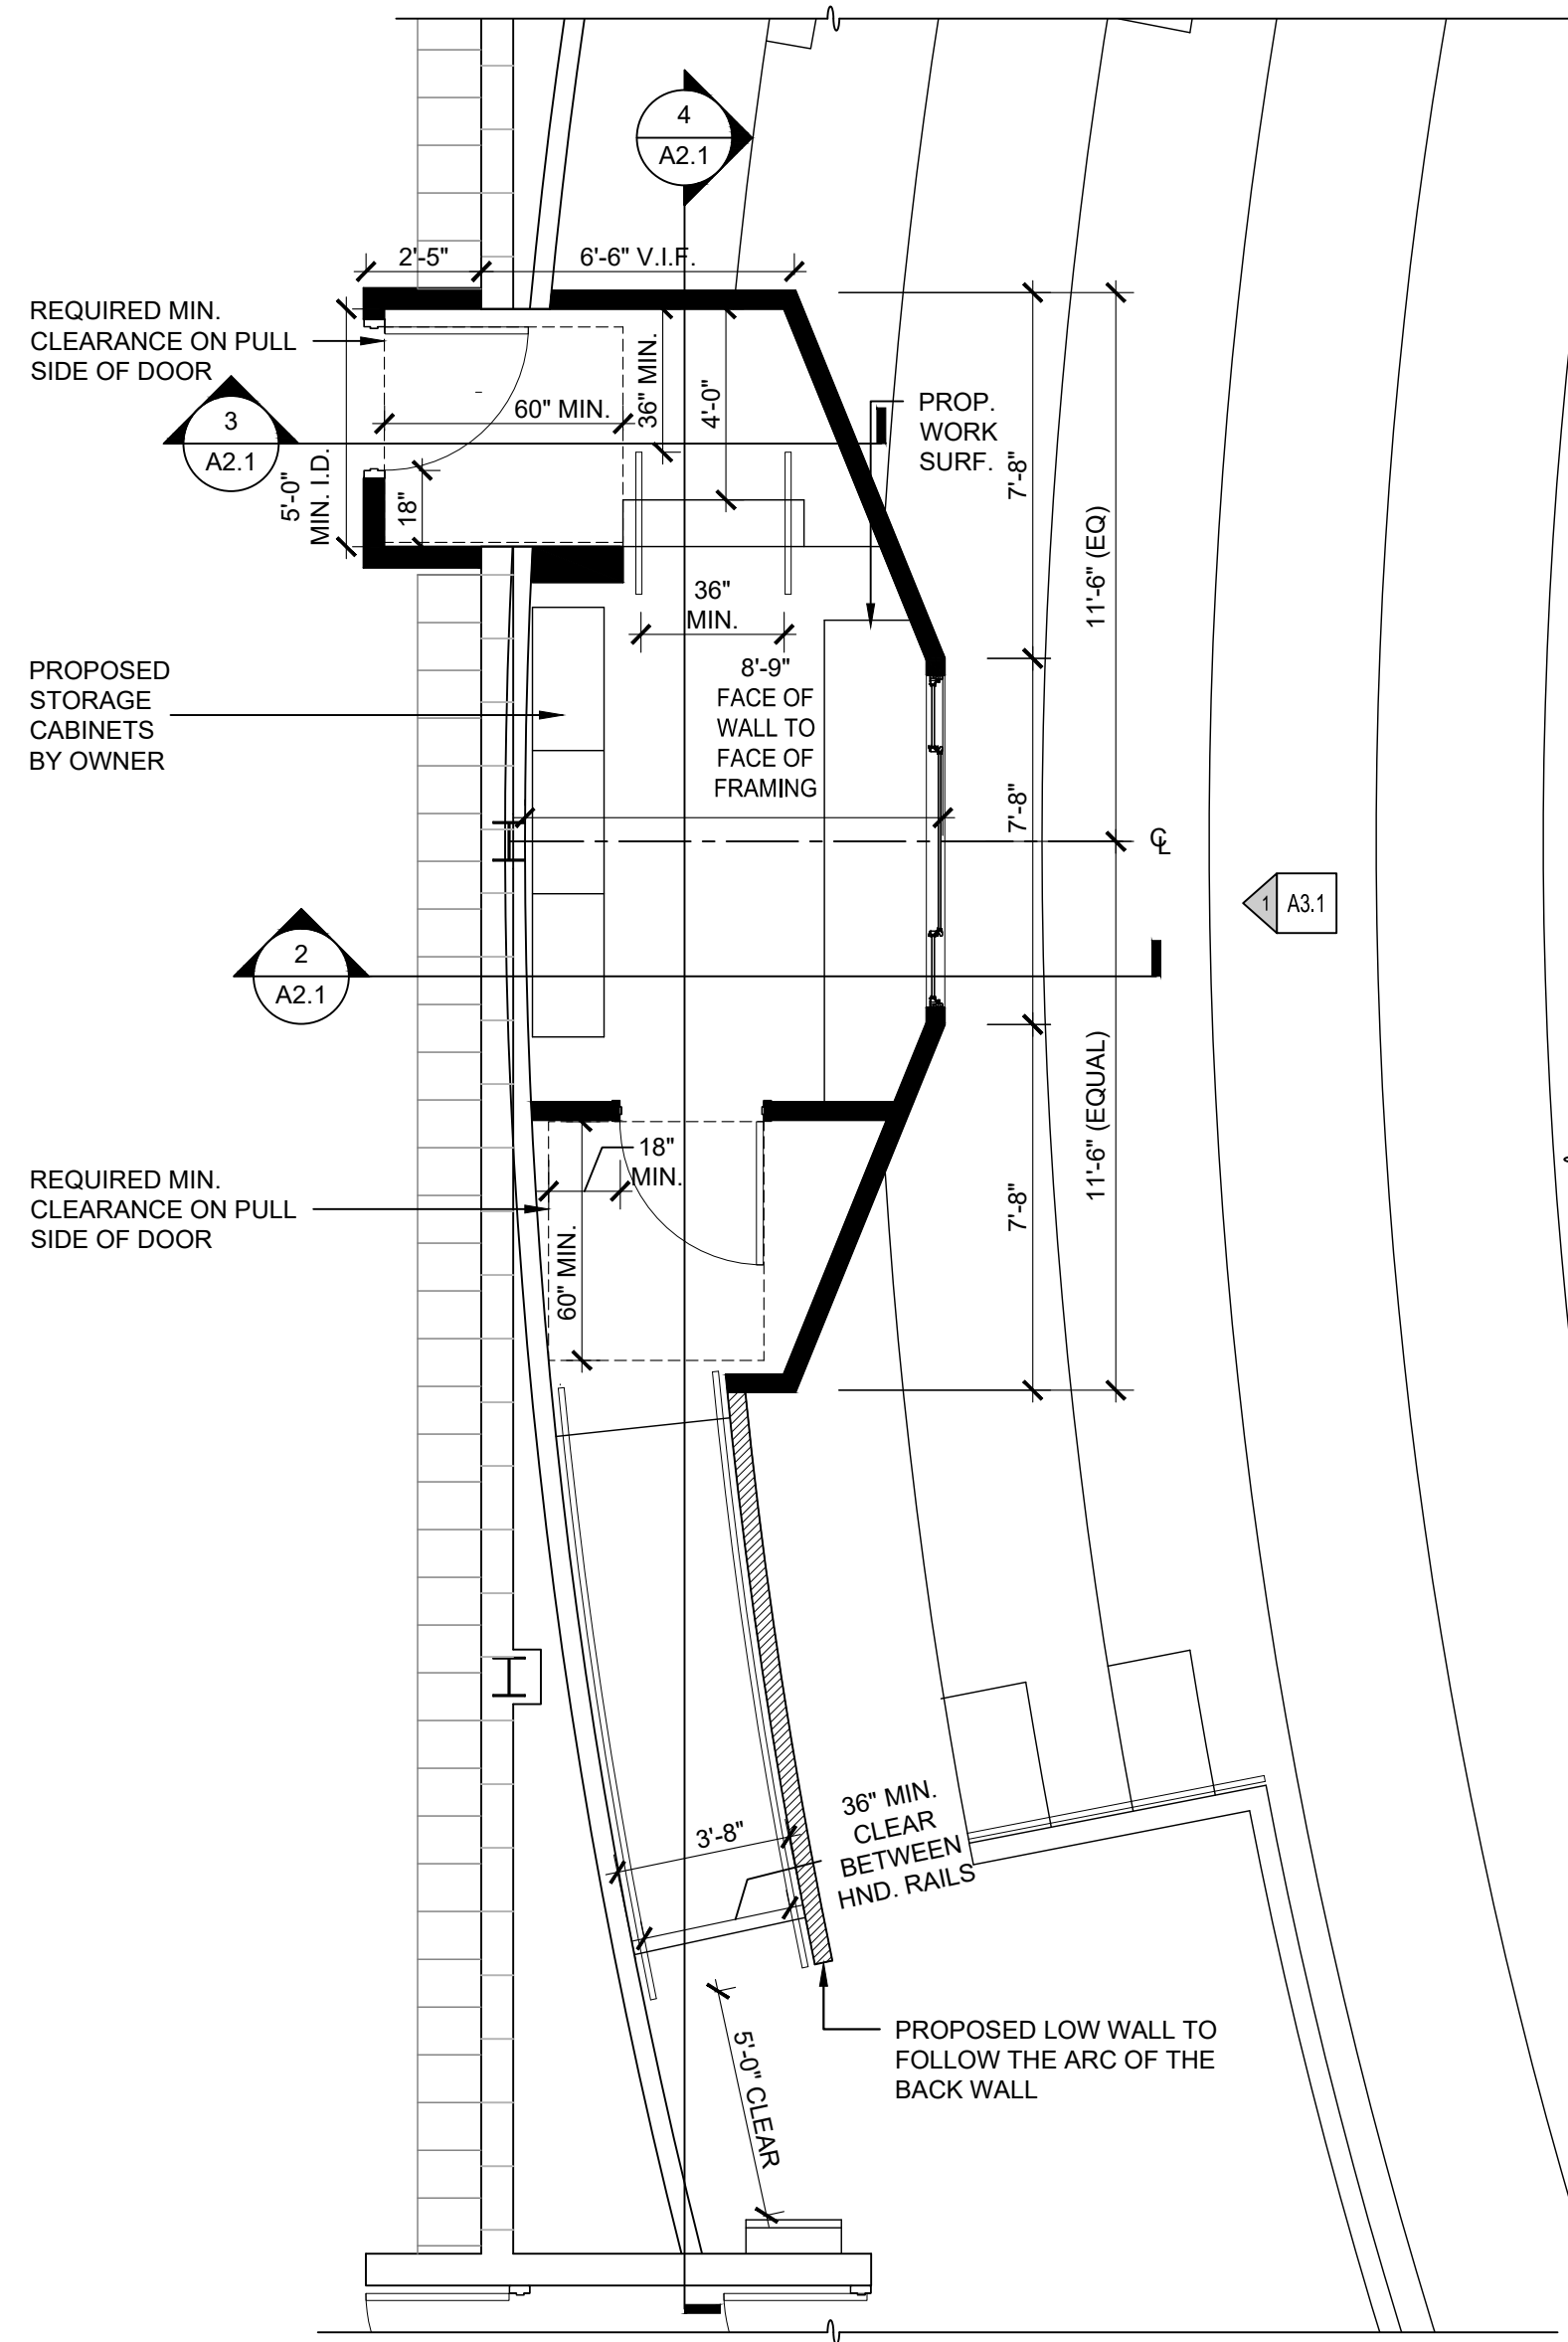 4
A2.1
2'-5"
6'-6" V.I.F.
REQUIRED MIN.
CLEARANCE ON PULL
SIDE OF DOOR
3
A2.1
60" MIN.
36" MIN.
4'-0"
PROP.
WORK
SURF.
5'-0"
MIN. I.D.
18"
7'-8"
11'-6" (EQ)
36"
MIN.
PROPOSED
STORAGE
CABINETS
BY OWNER
8'-9"
FACE OF
WALL TO
FACE OF
FRAMING
7'-8"
℄
1
A3.1
2
A2.1
11'-6" (EQUAL)
REQUIRED MIN.
CLEARANCE ON PULL
SIDE OF DOOR
18"
MIN.
60" MIN.
7'-8"
3'-8"
36" MIN.
CLEAR
BETWEEN
HND. RAILS
5'-0" CLEAR
PROPOSED LOW WALL TO
FOLLOW THE ARC OF THE
BACK WALL